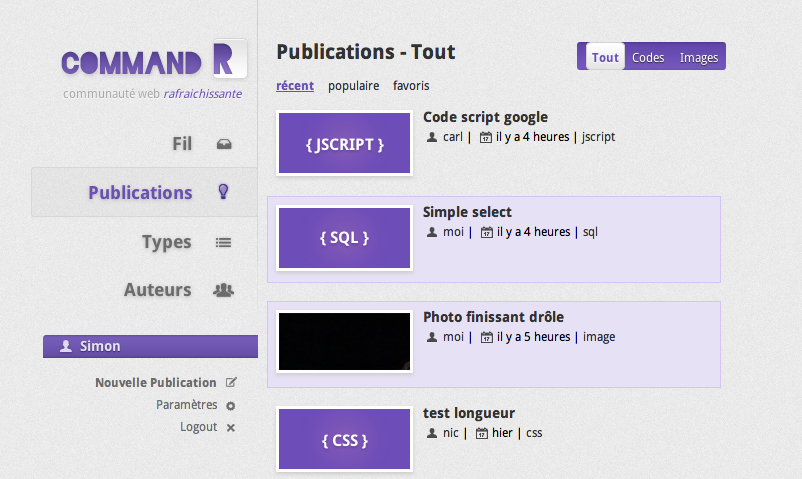 COMMAND R
communauté web rafraichissante
Fil
Publications
Types
Auteurs
Simon
Nouvelle Publication
Paramètres
Logout
Publications - Tout
Tout Codes Images
récent populaire favoris
{ JSCRIPT }
Code script google
carl | 17 il y a 4 heures | jscript
{ SQL }
Simple select
moi | 17 il y a 4 heures | sql
Photo finissant drôle
moi | 17 il y a 5 heures | image
{ CSS }
test longueur
nic | 17 hier | css